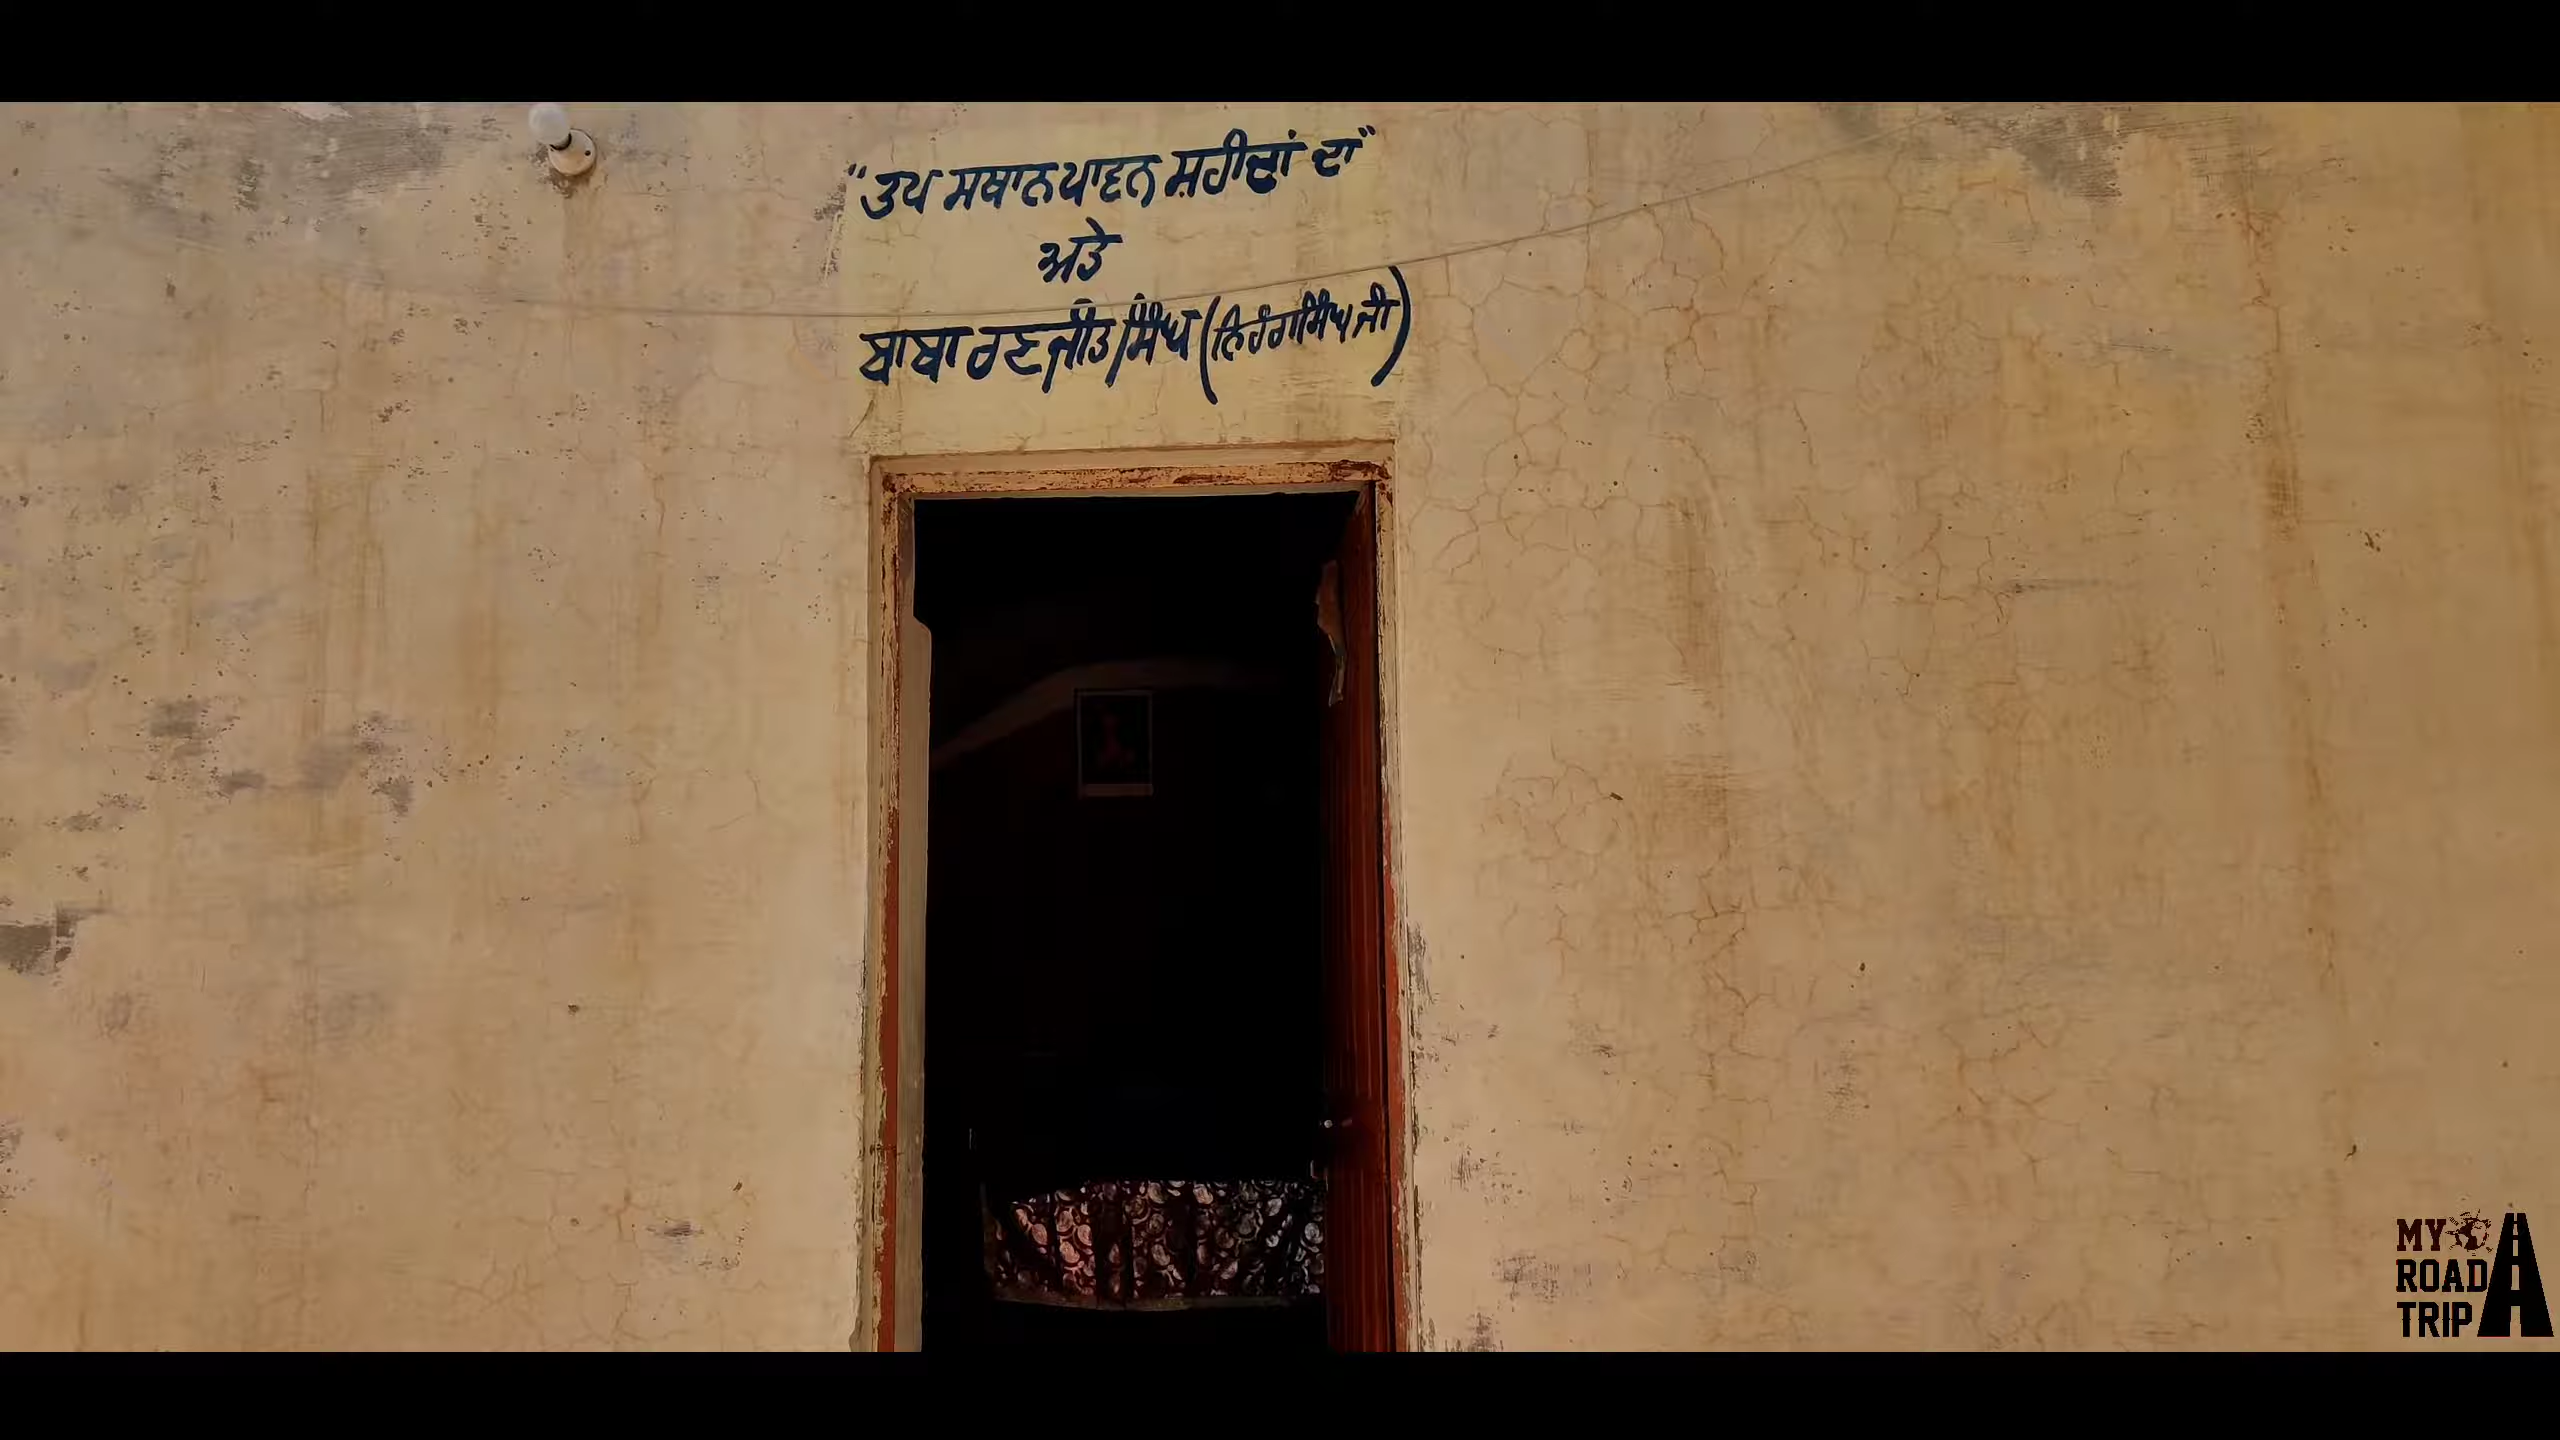 "ਤਪ ਸਥਾਨ ਪਾਵਨ ਸ਼ਹੀਦਾਂ ਦਾ"
ਅਤੇ
ਬਾਬਾ ਰਣਜੀਤ ਸਿੰਘ (ਨਿਹੰਗ ਸਿੰਘ ਜੀ)
MY
ROAD
TRIP